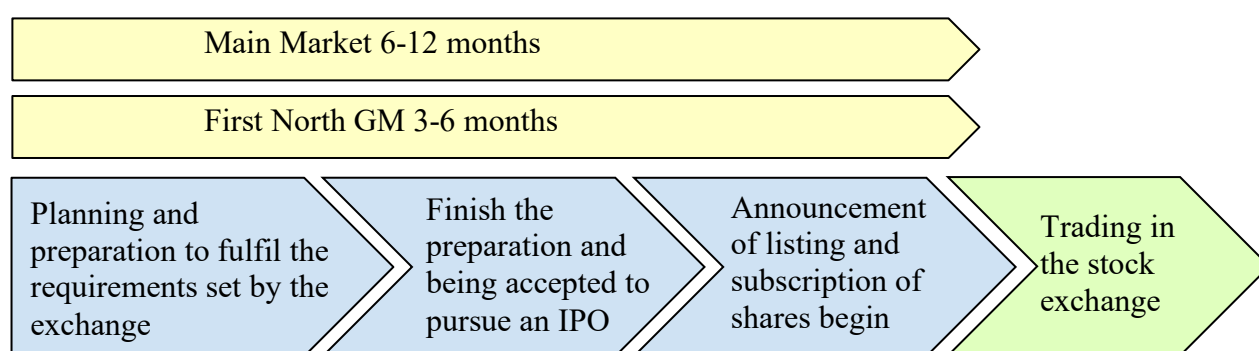 Main Market 6-12 months
First North GM 3-6 months
Planning and
preparation to fulfil the
requirements set by the
exchange
Finish the
preparation and
being accepted to
pursue an IPO
Announcement
of listing and
subscription of
shares begin
Trading in
the stock
exchange